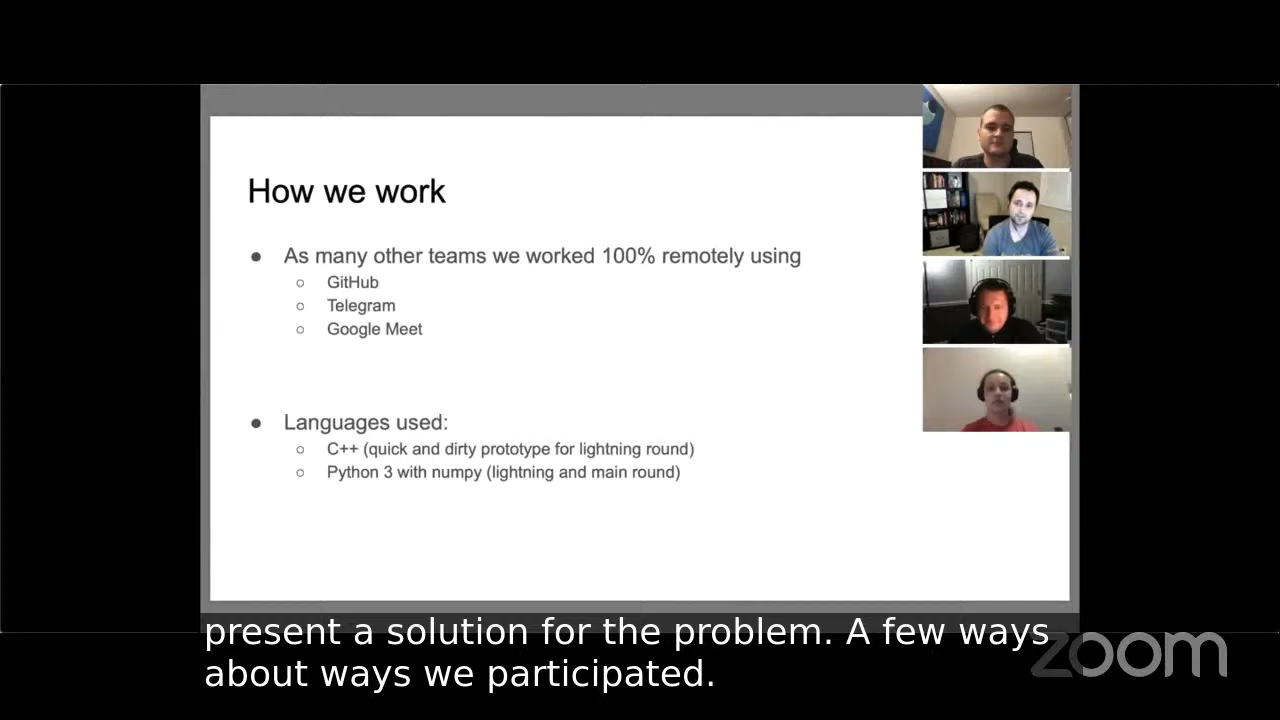 How we work
● As many other teams we worked 100% remotely using
○ GitHub
○ Telegram
○ Google Meet
● Languages used:
○ C++ (quick and dirty prototype for lightning round)
○ Python 3 with numpy (lightning and main round)
present a solution for the problem. A few ways
about ways we participated.
zoom